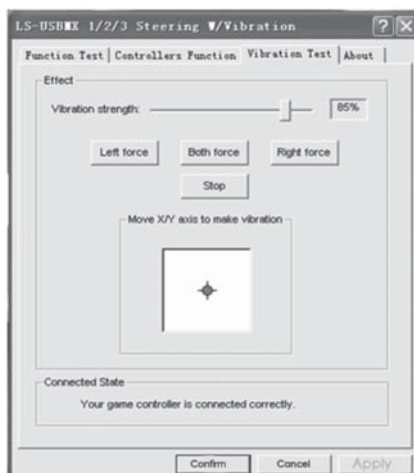 LS-USBMX 1/2/3 Steering W/Vibration
Function Test Controllers Function Vibration Test About
Effect
Vibration strength: 85%
Left force Both force Right force
Stop
Move X/Y axis to make vibration
Connected State
Your game controller is connected correctly.
Confirm Cancel Apply